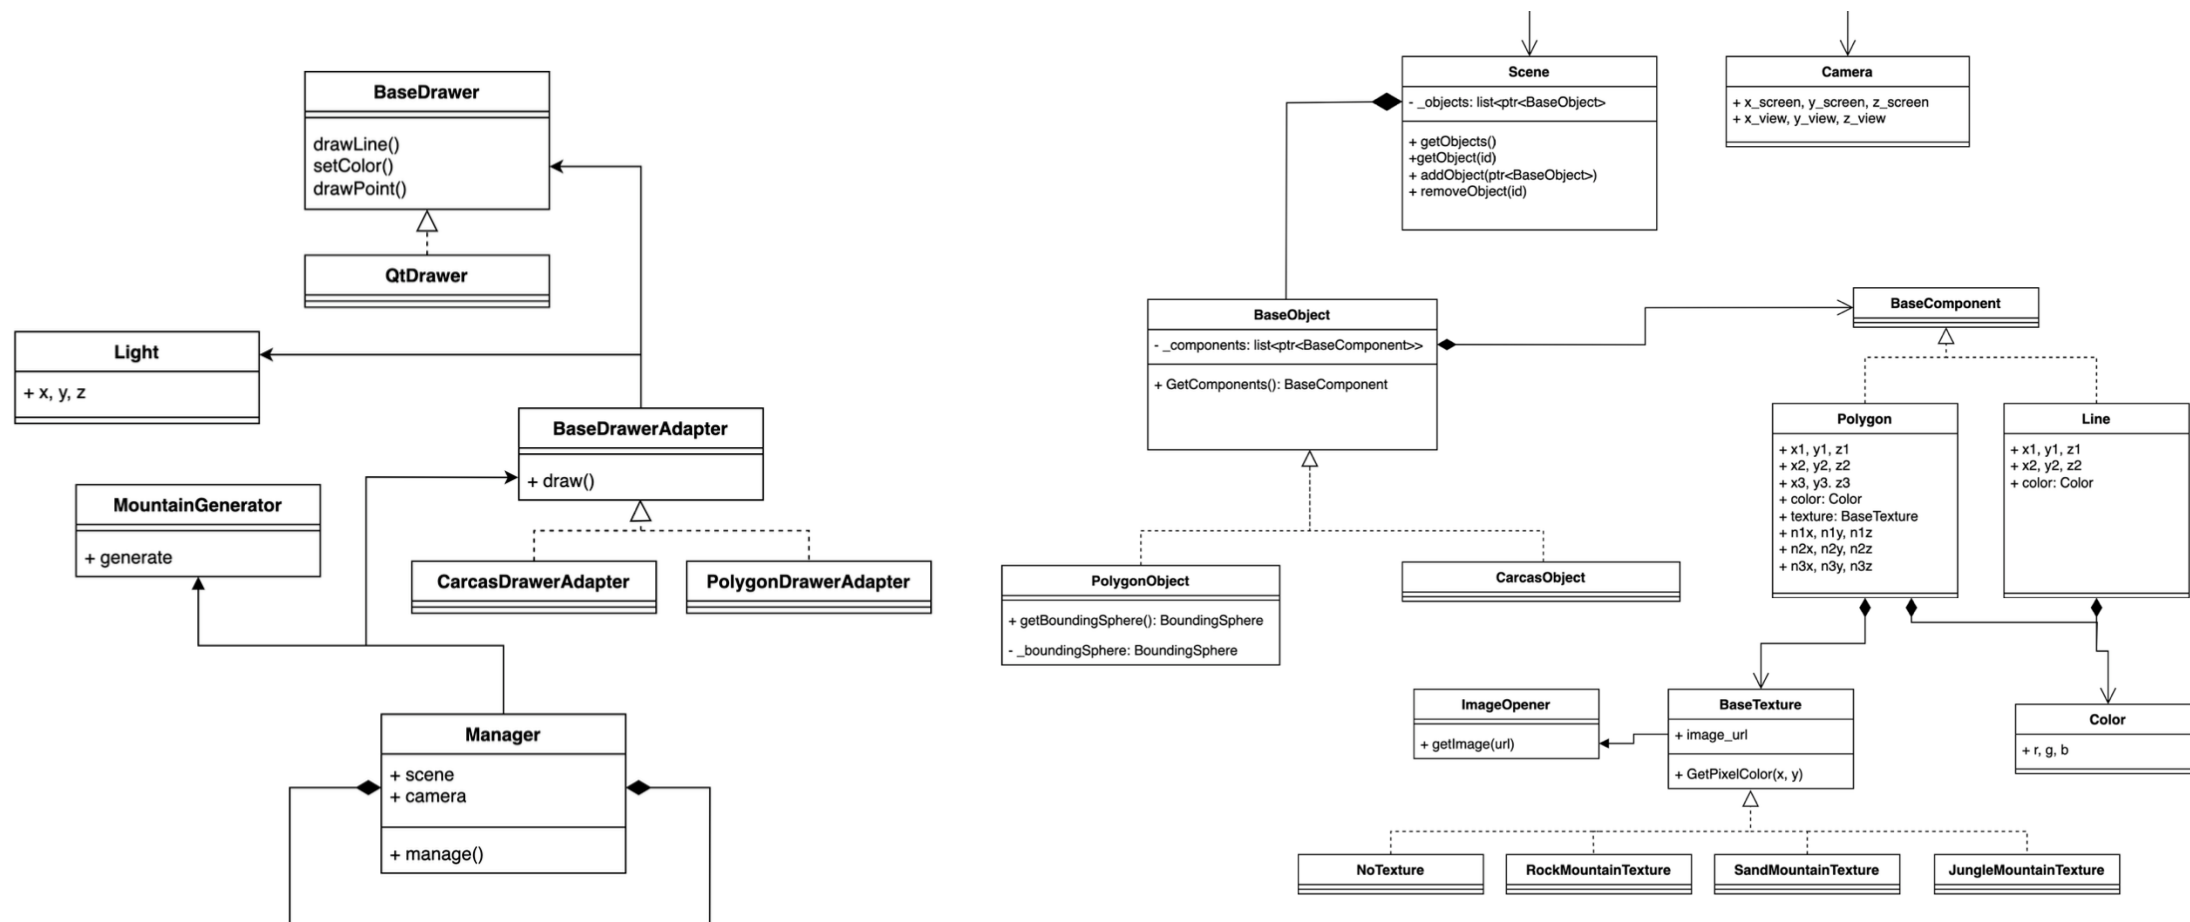 BaseDrawer
drawLine()
setColor()
drawPoint()
QtDrawer
Light
+ x, y, z
BaseDrawerAdapter
+ draw()
MountainGenerator
+ generate
CarcasDrawerAdapter
PolygonDrawerAdapter
Manager
+ scene
+ camera
+ manage()
Scene
- _objects: list<ptr<BaseObject>
+ getObjects()
+getObject(id)
+ addObject(ptr<BaseObject>)
+ removeObject(id)
Camera
+ x_screen, y_screen, z_screen
+ x_view, y_view, z_view
BaseObject
- _components: list<ptr<BaseComponent>>
+ GetComponents(): BaseComponent
BaseComponent
Polygon
+ x1, y1, z1
+ x2, y2, z2
+ x3, y3. z3
+ color: Color
+ texture: BaseTexture
+ n1x, n1y, n1z
+ n2x, n2y, n2z
+ n3x, n3y, n3z
Line
+ x1, y1, z1
+ x2, y2, z2
+ color: Color
PolygonObject
+ getBoundingSphere(): BoundingSphere
- _boundingSphere: BoundingSphere
CarcasObject
ImageOpener
+ getImage(url)
BaseTexture
+ image_url
+ GetPixelColor(x, y)
Color
+ r, g, b
NoTexture
RockMountainTexture
SandMountainTexture
JungleMountainTexture